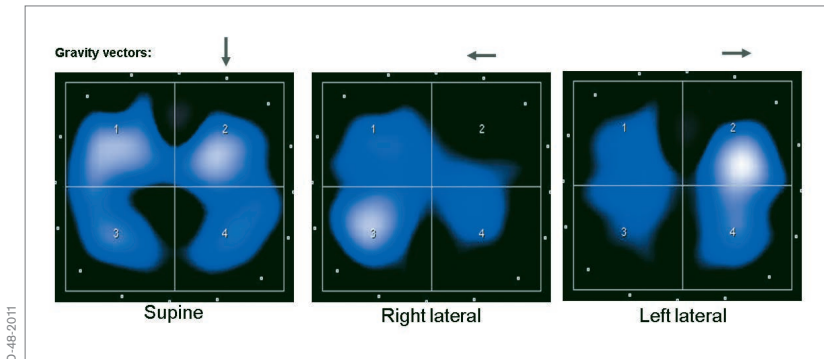 Gravity vectors:
1 2
3 4
1 2
3 4
1 2
3 4
Supine
Right lateral
Left lateral
-48-2011